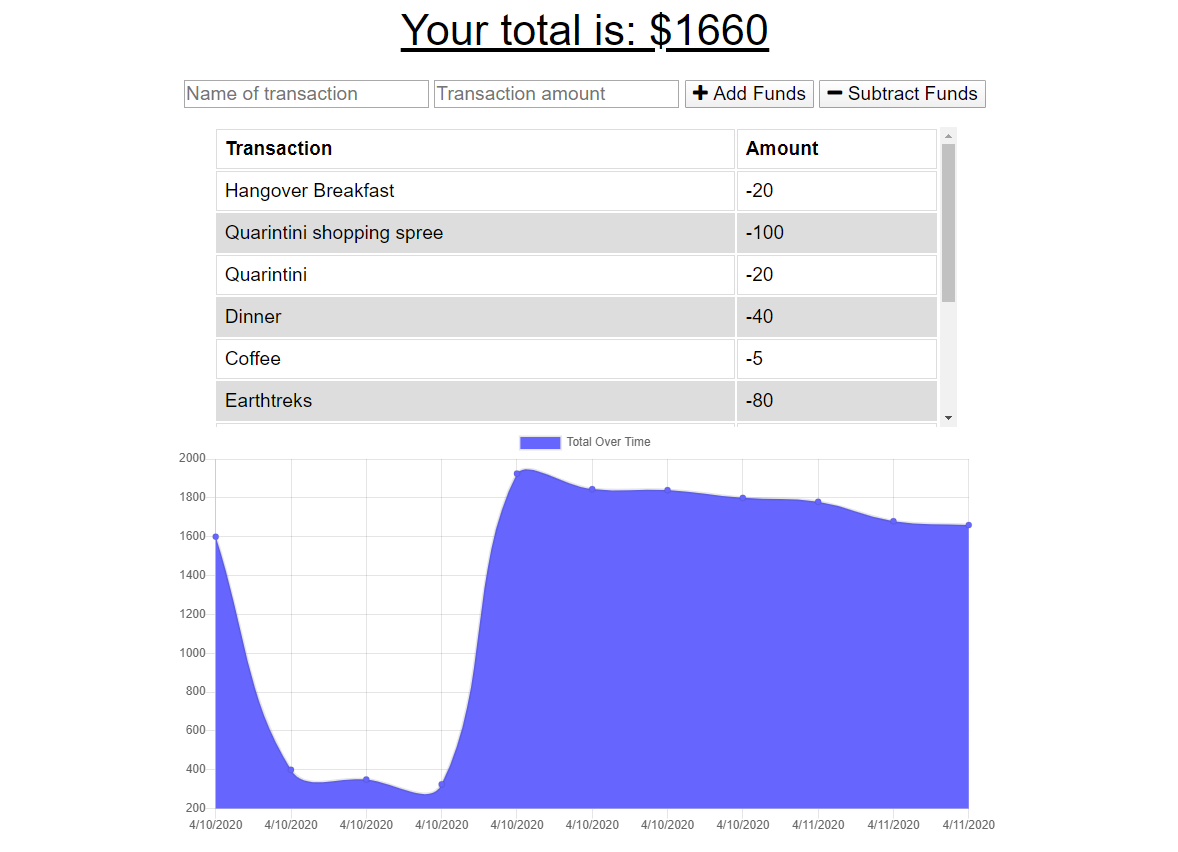 Your total is: $1660
Name of transaction Transaction amount Add Funds Subtract Funds
Transaction Amount
Hangover Breakfast -20
Quarintini shopping spree -100
Quarintini -20
Dinner -40
Coffee -5
Earthtreks -80
Total Over Time
2000
1800
1600
1400
1200
1000
800
600
400
200
4/10/2020 4/10/2020 4/10/2020 4/10/2020 4/10/2020 4/10/2020 4/10/2020 4/10/2020 4/11/2020 4/11/2020 4/11/2020